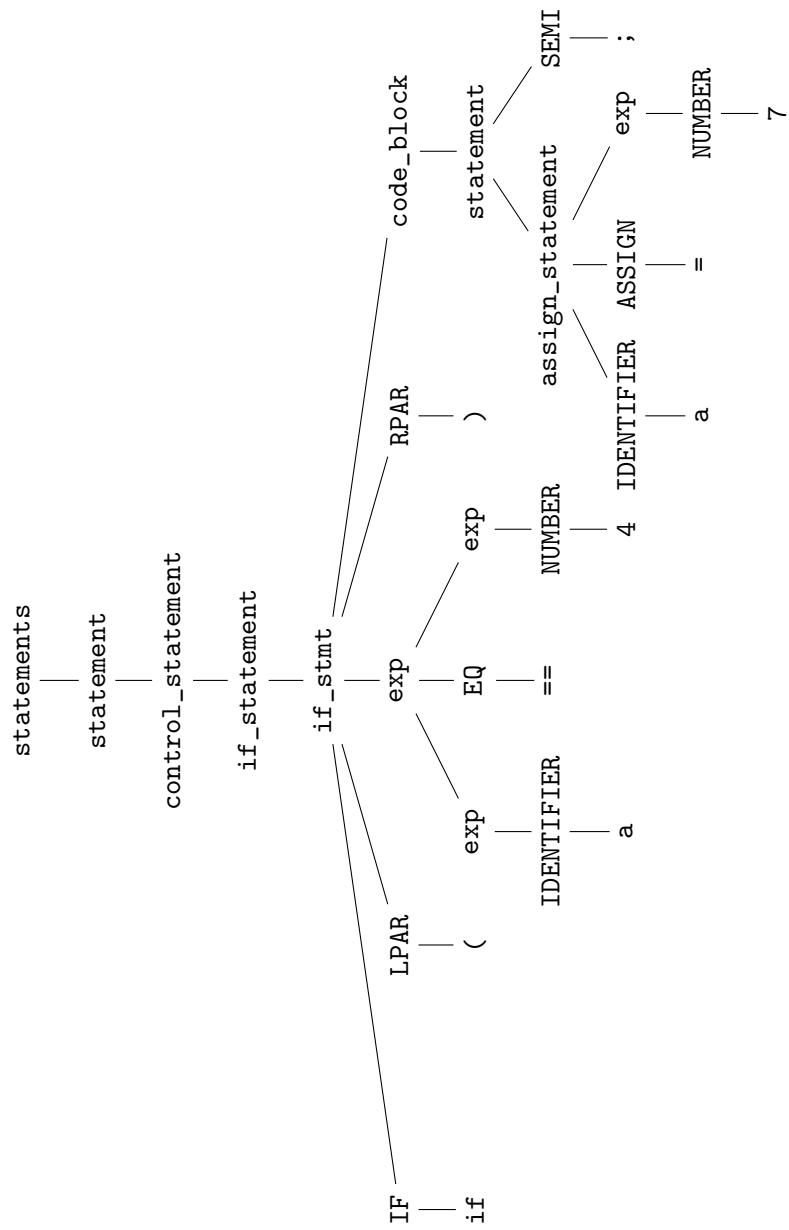 statements
statement
control_statement
if_statement
if_stmt
IF LPAR exp RPAR code_block
if ( exp EQ exp ) statement
IDENTIFIER == NUMBER assign_statement SEMI
a 4 IDENTIFIER ASSIGN exp ;
a = NUMBER
7